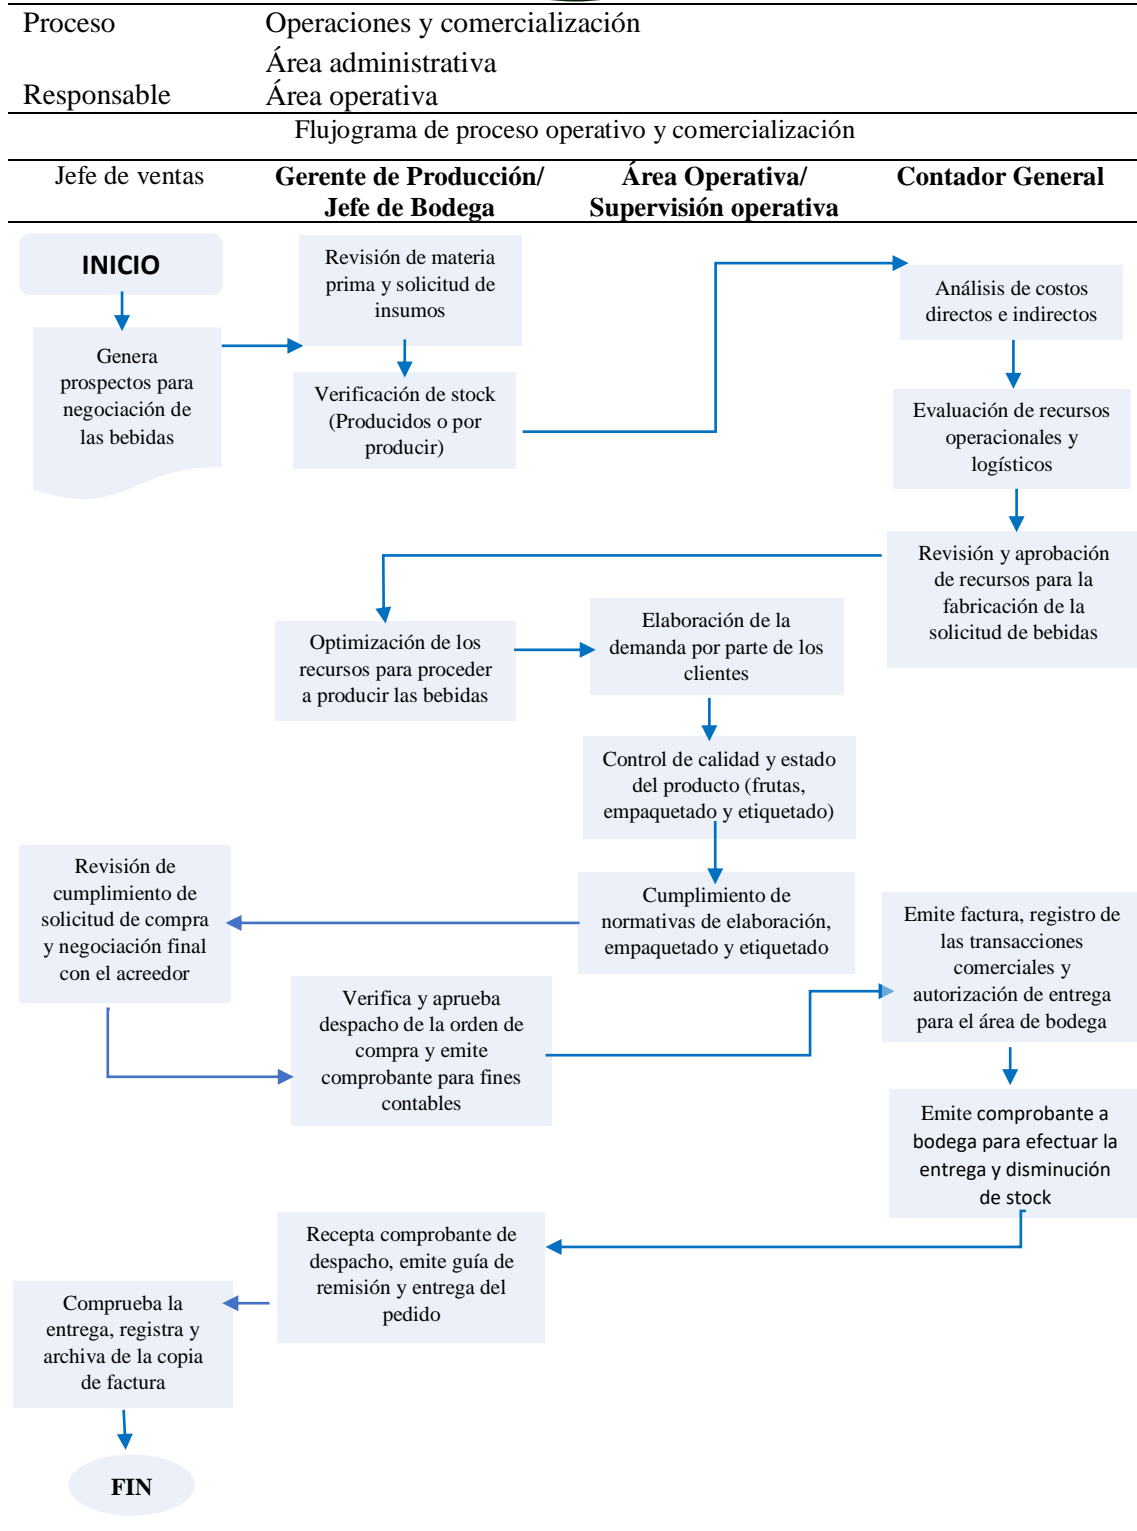 Proceso
Operaciones y comercialización
Área administrativa
Responsable
Área operativa
Flujograma de proceso operativo y comercialización
Jefe de ventas
Gerente de Producción/
Jefe de Bodega
Área Operativa/
Supervisión operativa
Contador General
INICIO
Genera
prospectos para
negociación de
las bebidas
Revisión de materia
prima y solicitud de
insumos
Verificación de stock
(Producidos o por
producir)
Análisis de costos
directos e indirectos
Evaluación de recursos
operacionales y
logísticos
Revisión y aprobación
de recursos para la
fabricación de la
solicitud de bebidas
Optimización de los
recursos para proceder
a producir las bebidas
Elaboración de la
demanda por parte de los
clientes
Control de calidad y estado
del producto (frutas,
empaquetado y etiquetado)
Cumplimiento de
normativas de elaboración,
empaquetado y etiquetado
Revisión de
cumplimiento de
solicitud de compra
y negociación final
con el acreedor
Verifica y aprueba
despacho de la orden de
compra y emite
comprobante para fines
contables
Emite factura, registro de
las transacciones
comerciales y
autorización de entrega
para el área de bodega
Emite comprobante a
bodega para efectuar la
entrega y disminución
de stock
Recepta comprobante de
despacho, emite guía de
remisión y entrega del
pedido
Comprueba la
entrega, registra y
archiva de la copia
de factura
FIN